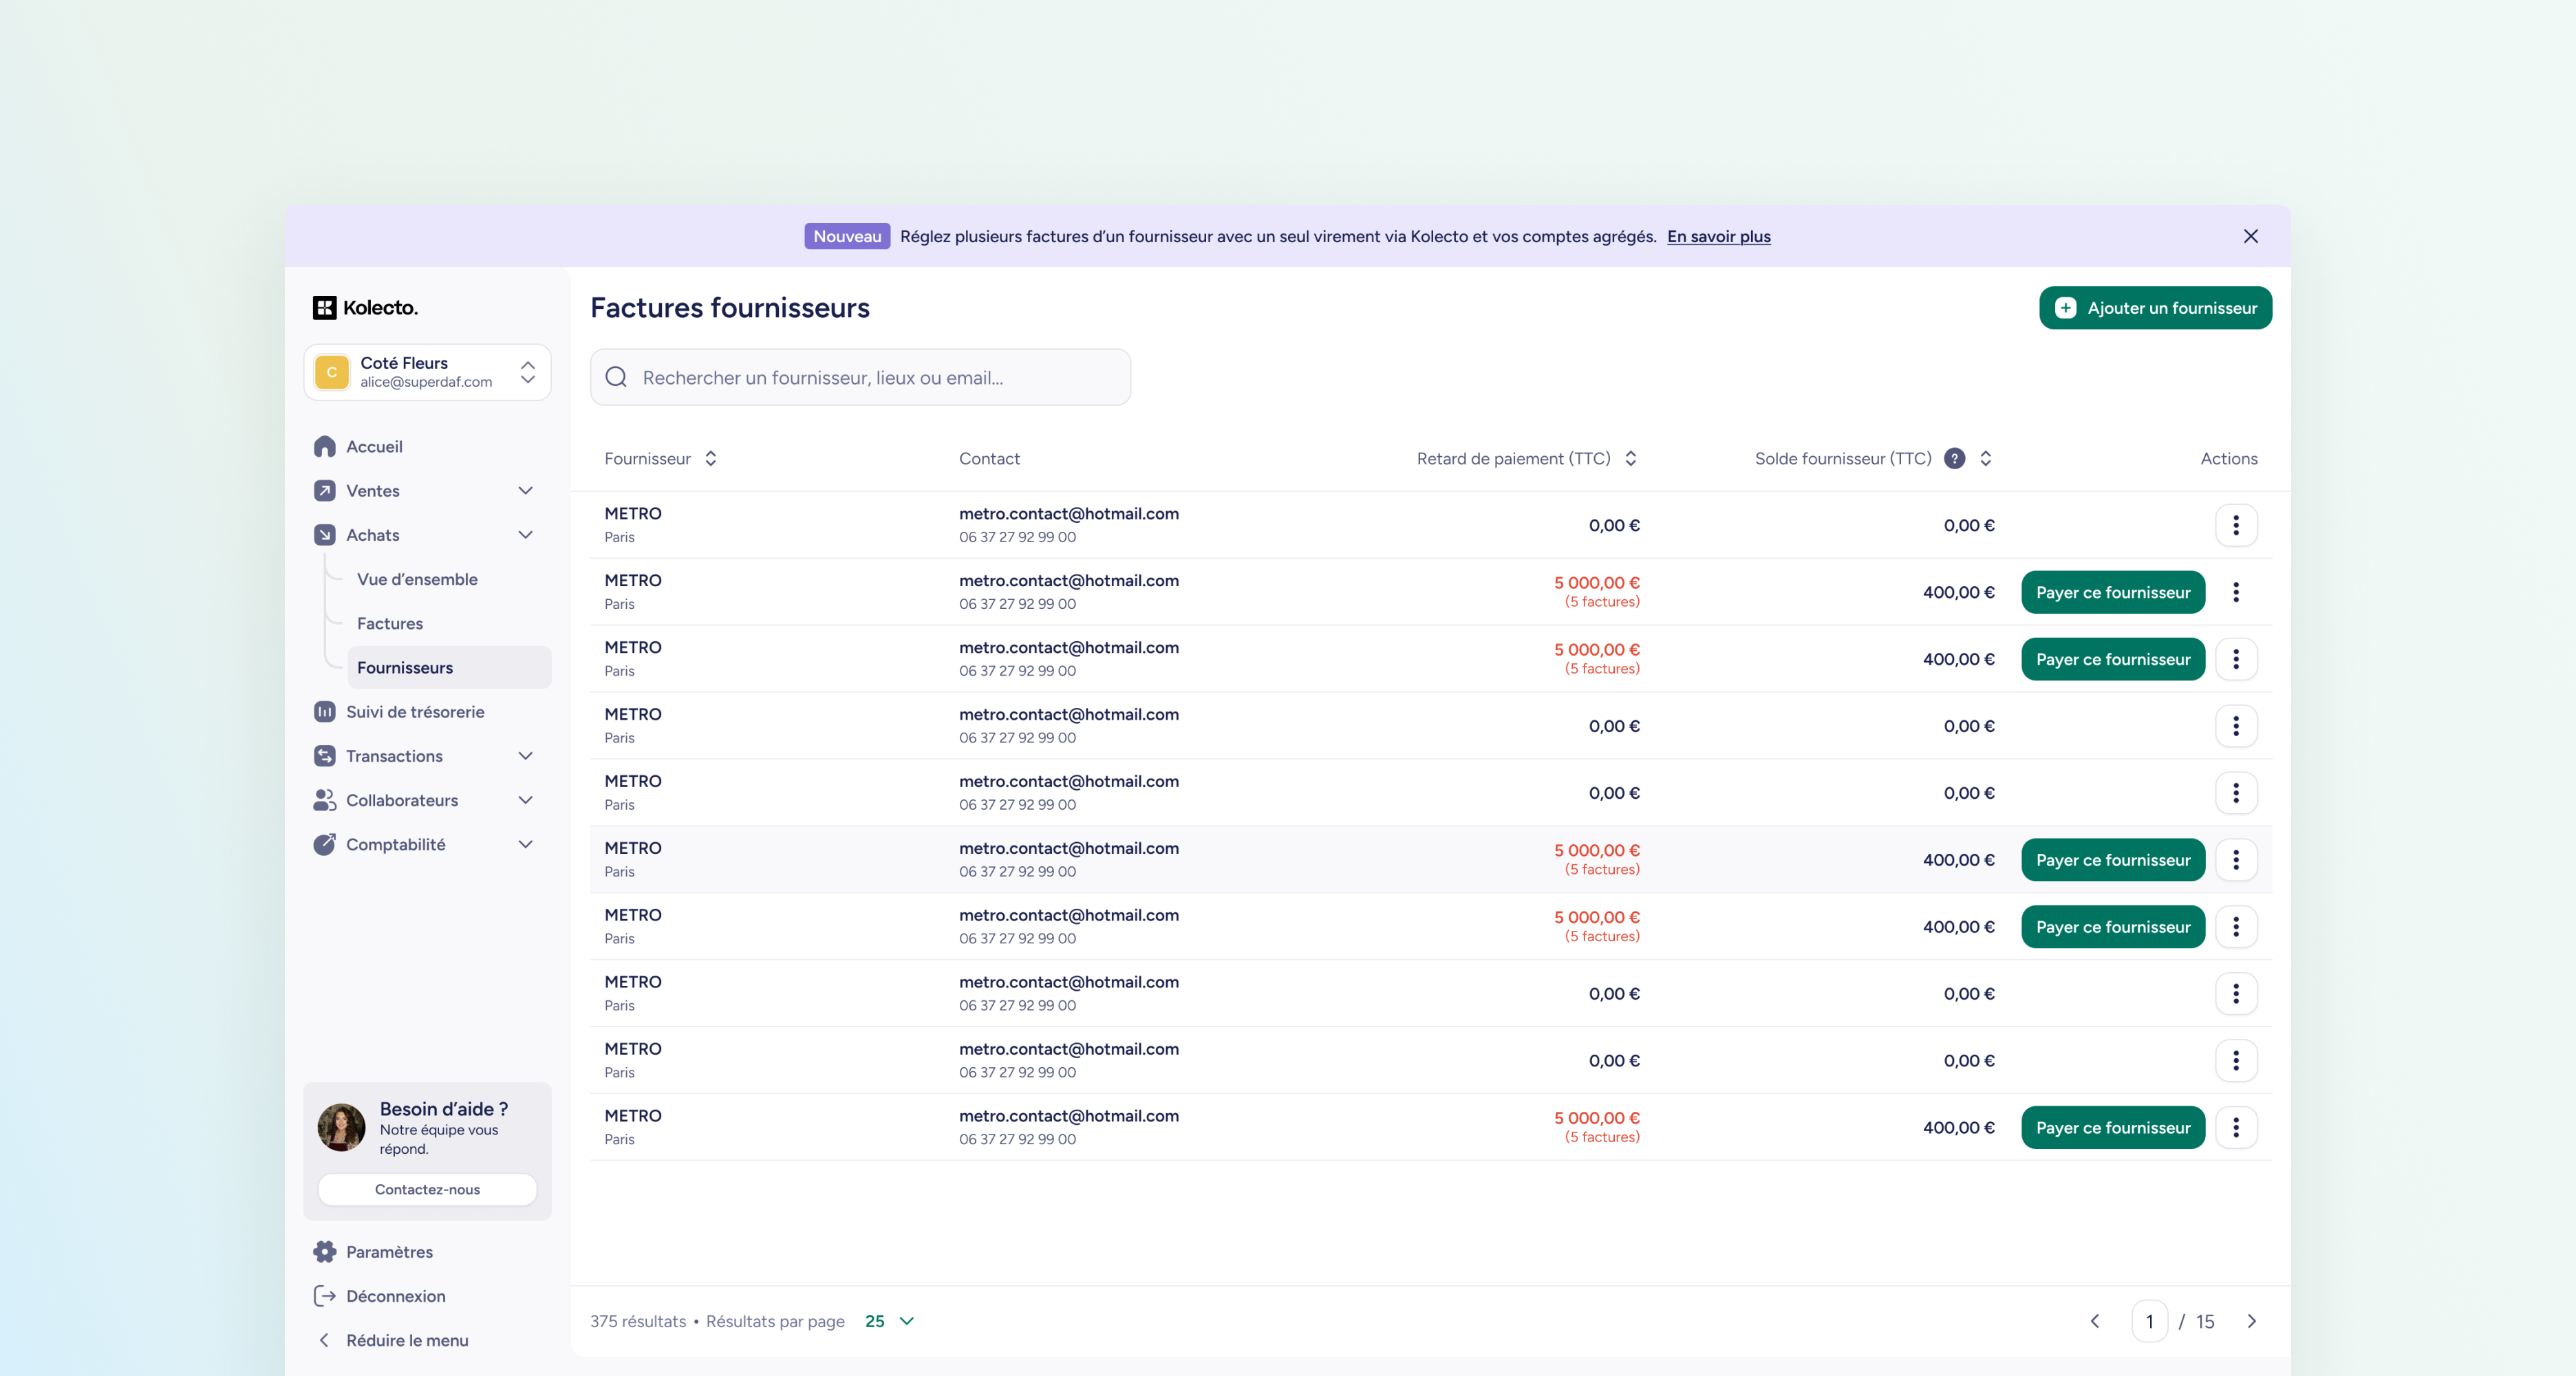 Nouveau Réglez plusieurs factures d’un fournisseur avec un seul virement via Kolecto et vos comptes agrégés. En savoir plus
Kolecto.
C
Coté Fleurs
alice@superdaf.com
Accueil
Ventes
Achats
Vue d’ensemble
Factures
Fournisseurs
Suivi de trésorerie
Transactions
Collaborateurs
Comptabilité
Besoin d’aide ?
Notre équipe vous
répond.
Contactez-nous
Paramètres
Déconnexion
Réduire le menu
Factures fournisseurs
Ajouter un fournisseur
Rechercher un fournisseur, lieux ou email...
Fournisseur Contact Retard de paiement (TTC) Solde fournisseur (TTC) ? Actions
METRO metro.contact@hotmail.com 0,00 € 0,00 €
Paris 06 37 27 92 99 00
METRO metro.contact@hotmail.com 5 000,00 € 400,00 € Payer ce fournisseur
Paris 06 37 27 92 99 00 (5 factures)
METRO metro.contact@hotmail.com 5 000,00 € 400,00 € Payer ce fournisseur
Paris 06 37 27 92 99 00 (5 factures)
METRO metro.contact@hotmail.com 0,00 € 0,00 €
Paris 06 37 27 92 99 00
METRO metro.contact@hotmail.com 0,00 € 0,00 €
Paris 06 37 27 92 99 00
METRO metro.contact@hotmail.com 5 000,00 € 400,00 € Payer ce fournisseur
Paris 06 37 27 92 99 00 (5 factures)
METRO metro.contact@hotmail.com 5 000,00 € 400,00 € Payer ce fournisseur
Paris 06 37 27 92 99 00 (5 factures)
METRO metro.contact@hotmail.com 0,00 € 0,00 €
Paris 06 37 27 92 99 00
METRO metro.contact@hotmail.com 0,00 € 0,00 €
Paris 06 37 27 92 99 00
METRO metro.contact@hotmail.com 5 000,00 € 400,00 € Payer ce fournisseur
Paris 06 37 27 92 99 00 (5 factures)
375 résultats • Résultats par page 25 1 / 15